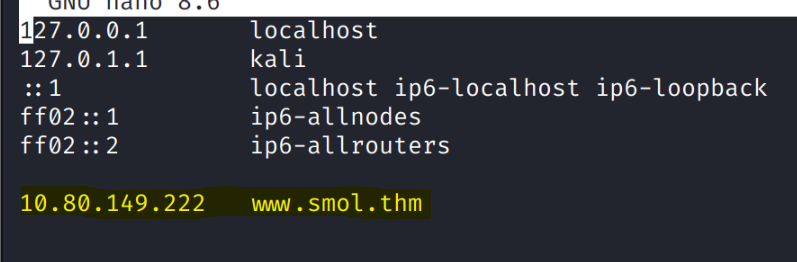 GNU nano 8.6
127.0.0.1 localhost
127.0.1.1 kali
::1 localhost ip6-localhost ip6-loopback
ff02::1 ip6-allnodes
ff02::2 ip6-allrouters
10.80.149.222 www.smol.thm